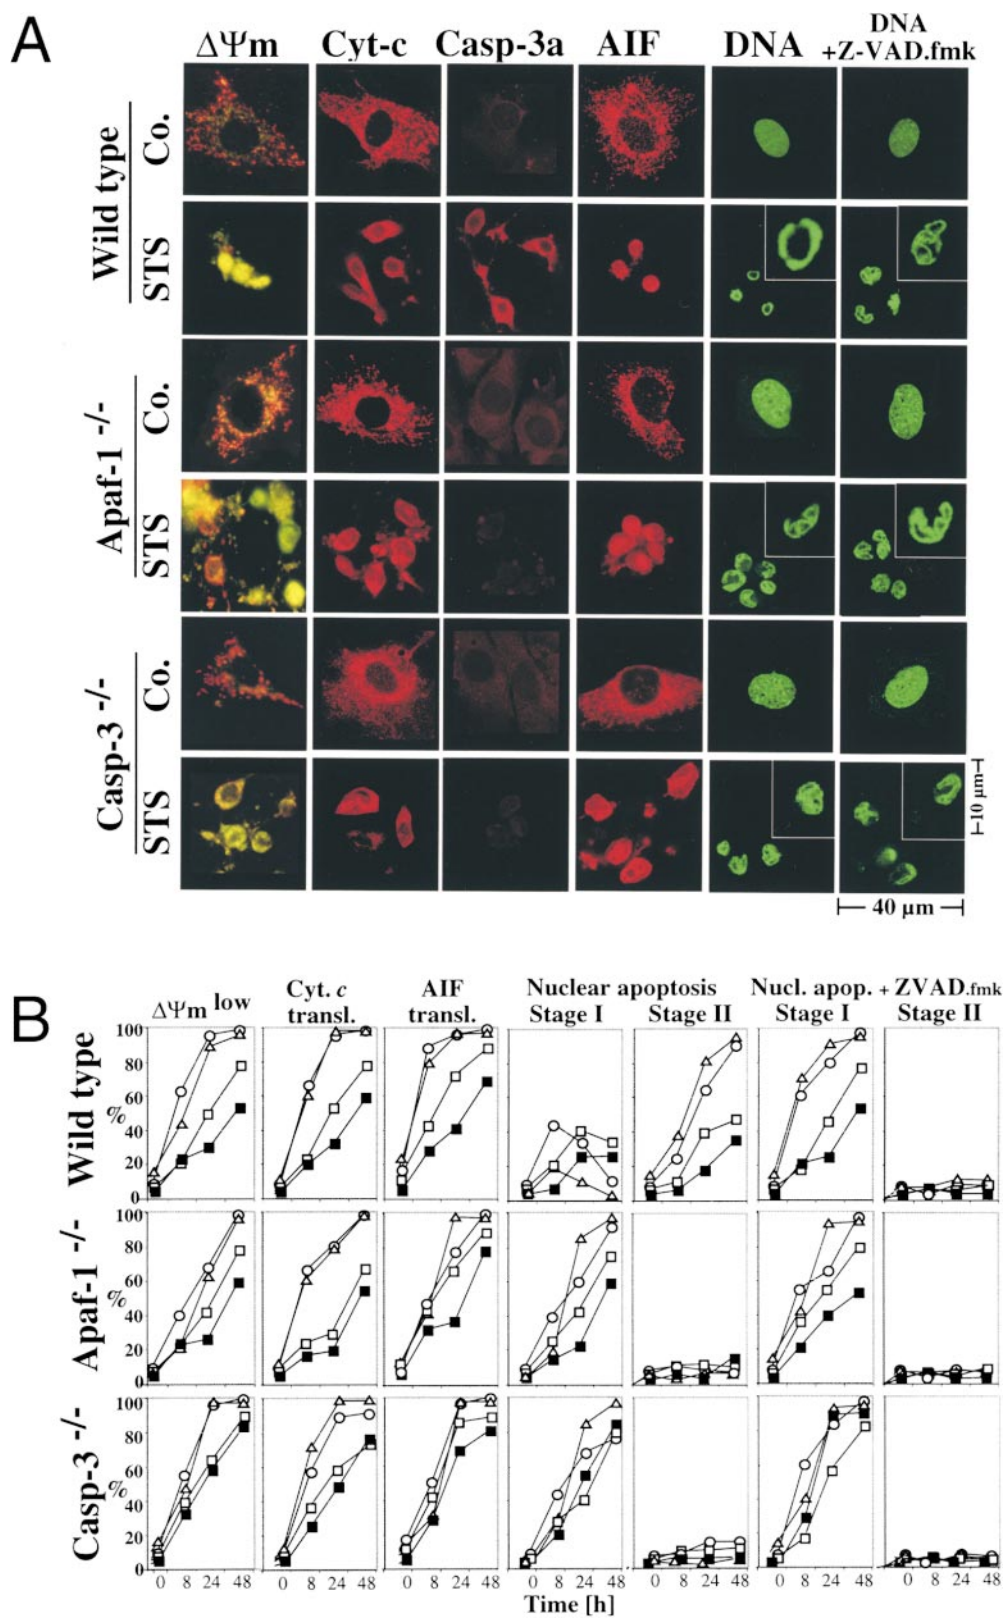 A
ΔΨm Cyt-c Casp-3a AIF DNA DNA +Z-VAD.fmk
Wild type
Co.
STS
Apaf-1 -/-
Co.
STS
Casp-3 -/-
Co.
STS
10 µm
40 µm
B
ΔΨm low Cyt. c transl. AIF transl. Nuclear apoptosis Stage I Stage II Nucl. apop. + ZVAD.fmk Stage I Stage II
Wild type
100
80
60
%
40
20
0
Apaf-1 -/-
100
80
60
%
40
20
0
Casp-3 -/-
100
80
60
%
40
20
0
0 8 24 48 0 8 24 48 0 8 24 48 0 8 24 48 0 8 24 48 0 8 24 48 0 8 24 48
Time [h]